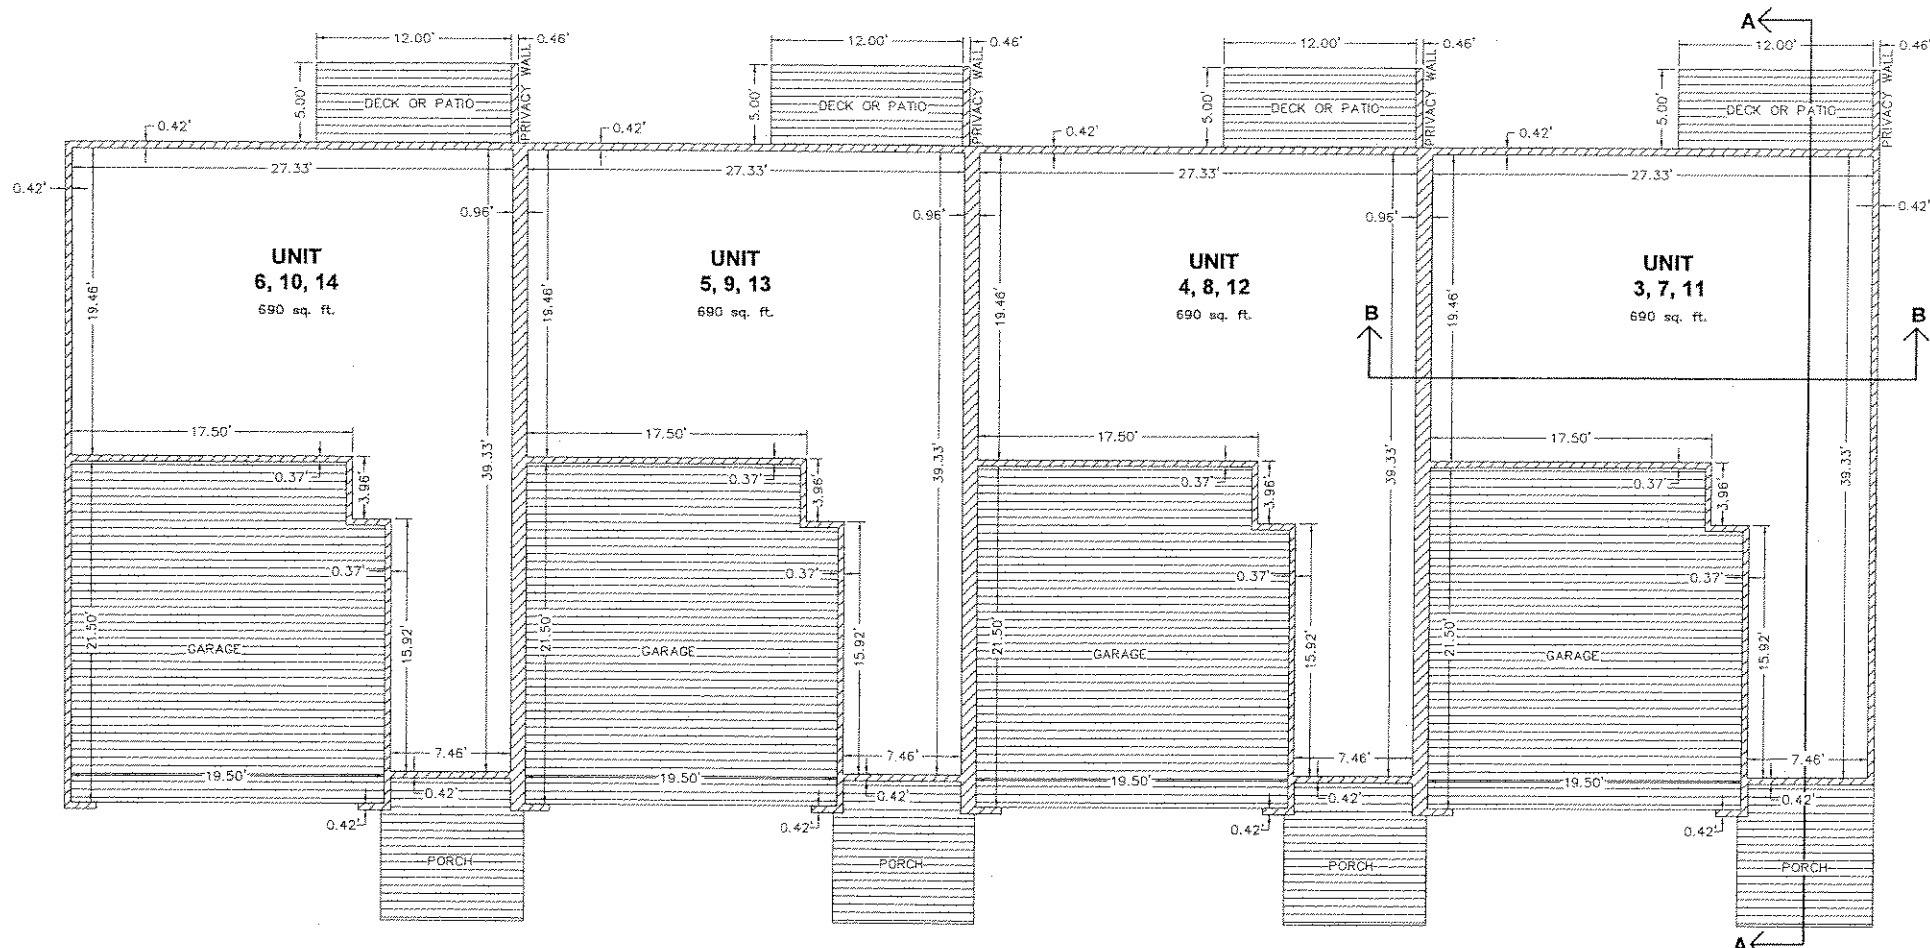 A
12.00' 0.46' 12.00' 0.46' 12.00' 0.46' 12.00' 0.46'
PRIVACY WALL PRIVACY WALL PRIVACY WALL PRIVACY WALL
5.00' 5.00' 5.00' 5.00'
DECK OR PATIO DECK OR PATIO DECK OR PATIO DECK OR PATIO
0.42' 0.42' 0.42' 0.42'
27.33' 27.33' 27.33' 27.33'
0.42' 0.96' 0.96' 0.96' 0.42'
UNIT UNIT UNIT UNIT
6, 10, 14 5, 9, 13 4, 8, 12 3, 7, 11
690 sq. ft. 690 sq. ft. 690 sq. ft. 690 sq. ft.
19.46' 19.46' 19.46' 19.46'
B B
17.50' 17.50' 17.50' 17.50'
39.33' 39.33' 39.33' 39.33'
0.37' 3.96' 0.37' 3.96' 0.37' 3.96' 0.37' 3.96'
0.37' 0.37' 0.37' 0.37'
21.50' 15.92' 21.50' 15.92' 21.50' 15.92' 21.50' 15.92'
GARAGE GARAGE GARAGE GARAGE
7.46' 7.46' 7.46' 7.46'
19.50' 19.50' 19.50' 19.50'
0.42' 0.42' 0.42' 0.42'
0.42' 0.42' 0.42' 0.42'
PORCH PORCH PORCH PORCH
A